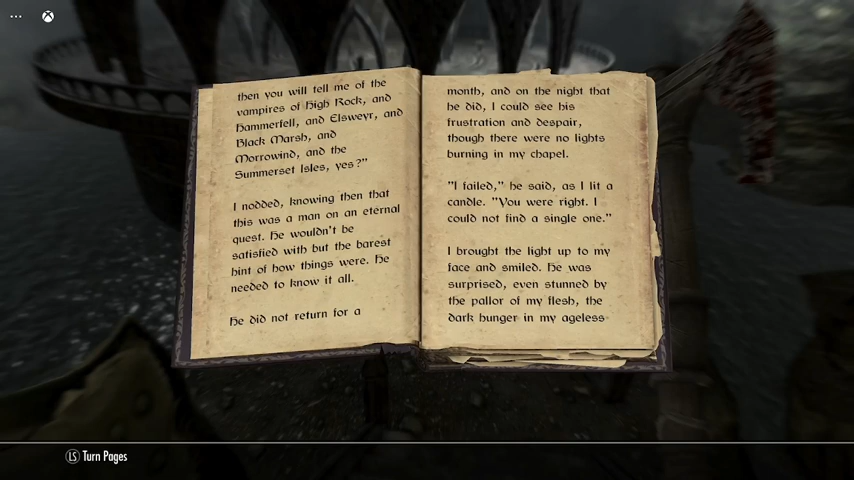 then you will tell me of the
vampires of High Rock, and
Hammerfell, and Elsweyr, and
Black Marsh, and
Morrowind, and the
Summerset Isles, yes?"
I nodded, knowing then that
this was a man on an eternal
quest. He wouldn't be
satisfied with but the barest
hint of how things were. He
needed to know it all.
He did not return for a
month, and on the night that
he did, I could see his
frustration and despair,
though there were no lights
burning in my chapel.
"I failed," he said, as I lit a
candle. "You were right. I
could not find a single one."
I brought the light up to my
face and smiled. He was
surprised, even stunned by
the pallor of my flesh, the
dark hunger in my ageless
LS Turn Pages